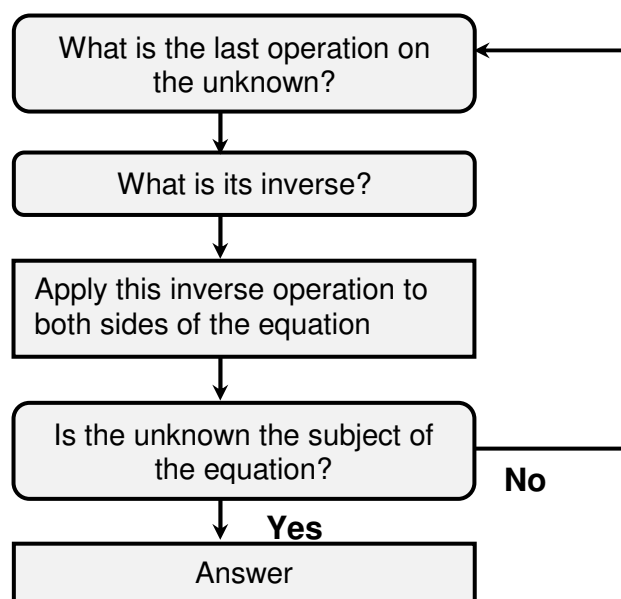 What is the last operation on
the unknown?
What is its inverse?
Apply this inverse operation to
both sides of the equation
Is the unknown the subject of
the equation?
No
Yes
Answer